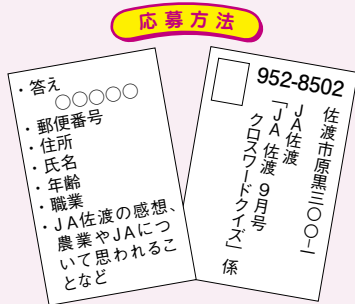 応募方法
・答え
○○○○○
・郵便番号
・住所
・氏名
・年齢
・職業
・JA佐渡の感想、
農業やJAにつ
いて思われるこ
となど
952-8502
佐渡市原黒三〇〇−一
JA佐渡
「JA佐渡 9月号
クロスワードクイズ」係